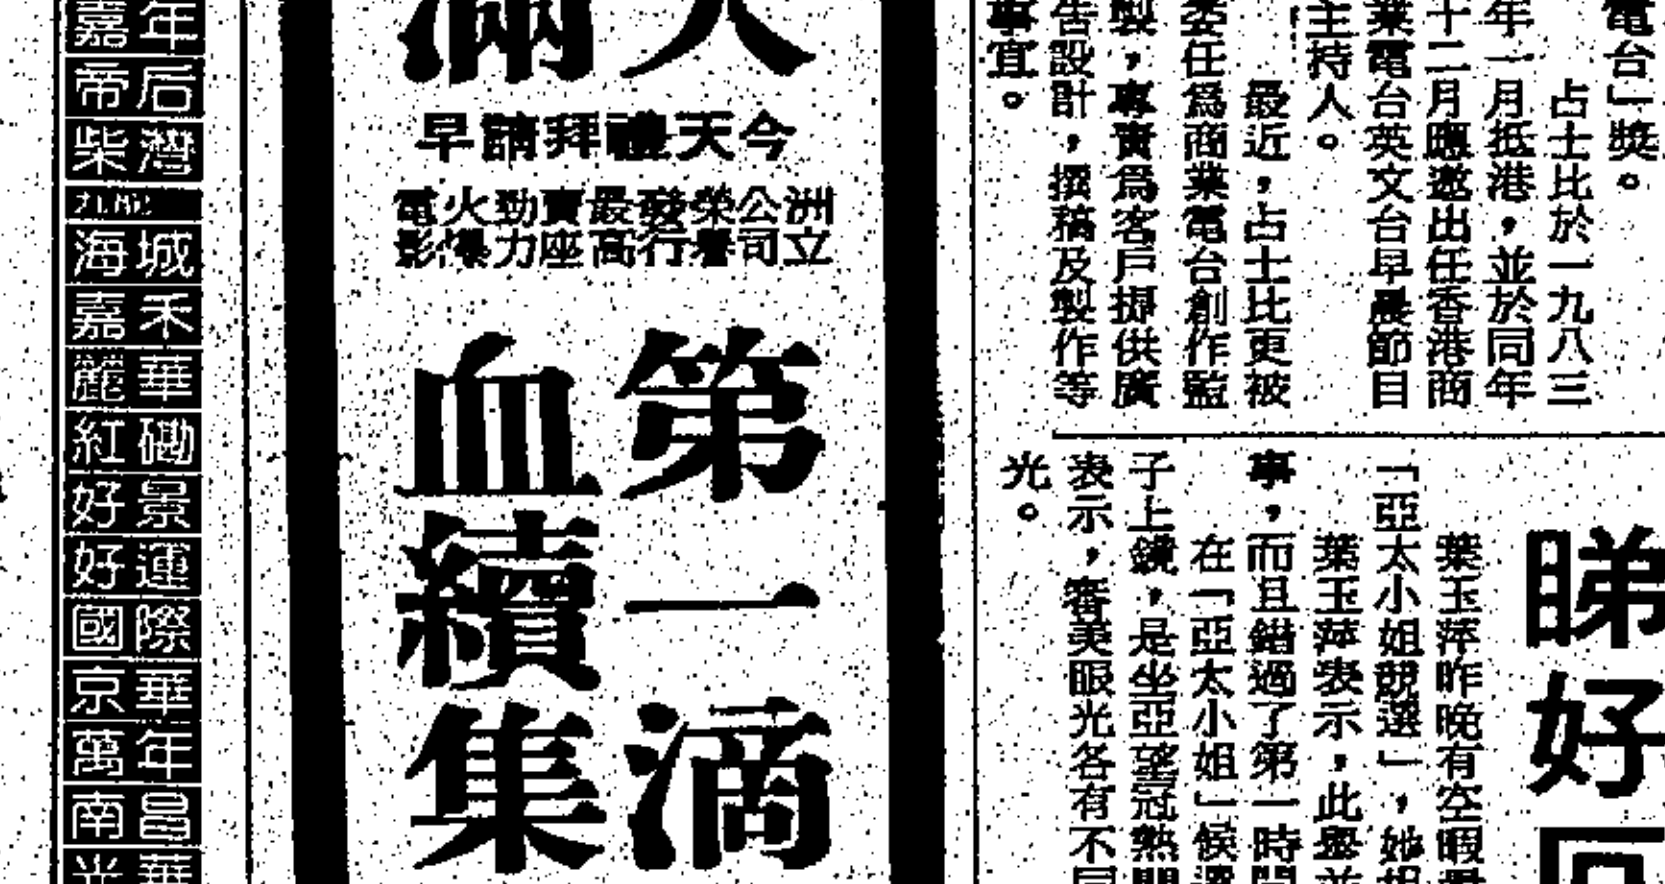 電台」獎。
占士比於一九八三
年一月抵港，並於同年
十二月應邀出任香港商
業電台英文台早晨節目
主持人。
最近，占士比更被
委任為商業電台創作監
製，專責爲客戶提供廣
告設計，撰稿及製作等
事宜。
睇好
葉玉萍昨晚有空暇
「亞太小姐競選」，她
葉玉萍表示，此
事，而且錯過了第一時間
在「亞太小姐」候選
子上鏡，是坐亞望冠熱門
表示，審美眼光各有不同
光。
滿人
早請拜禮天今
洲立公司榮譽發行最高賣座勁力火爆電影
第一滴
血續集
嘉年
帝后
柴灣
海城
嘉禾
麗華
紅磡
好景
好運
國際
京華
萬年
南昌
光華